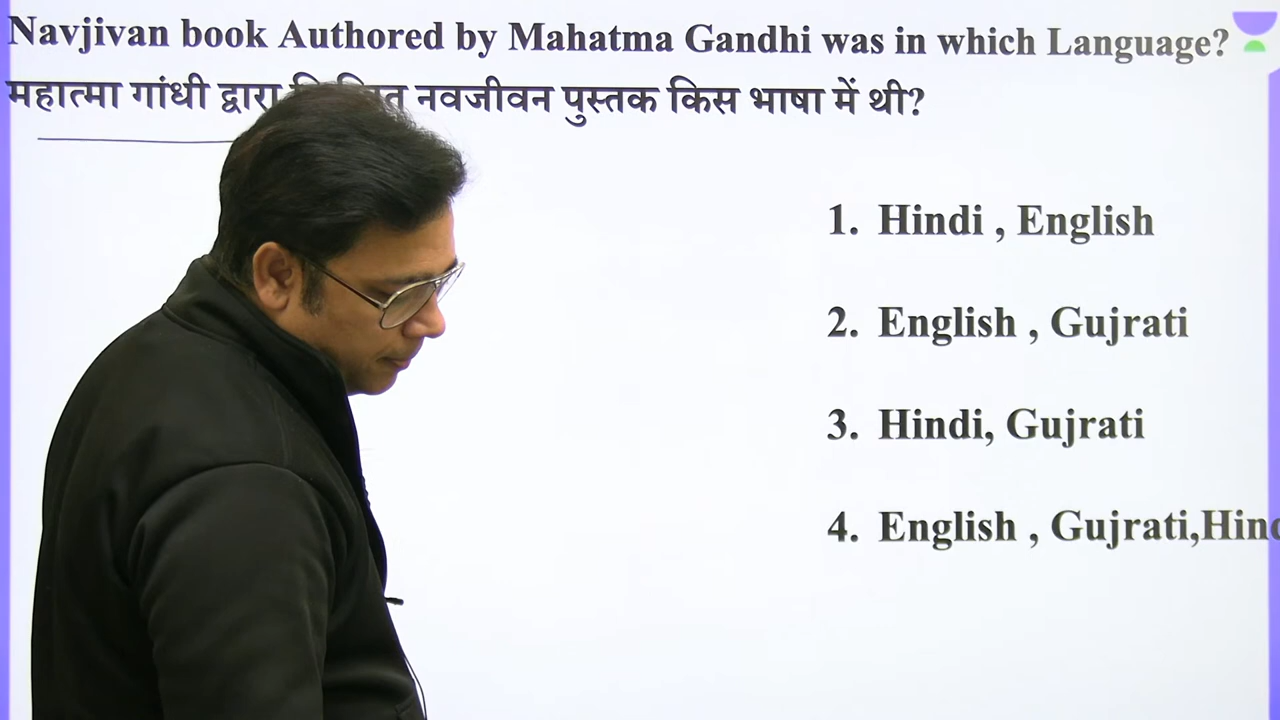 Navjivan book Authored by Mahatma Gandhi was in which Language?
महात्मा गांधी द्वारा नवजीवन पुस्तक किस भाषा में थी?
1. Hindi , English
2. English , Gujrati
3. Hindi, Gujrati
4. English , Gujrati,